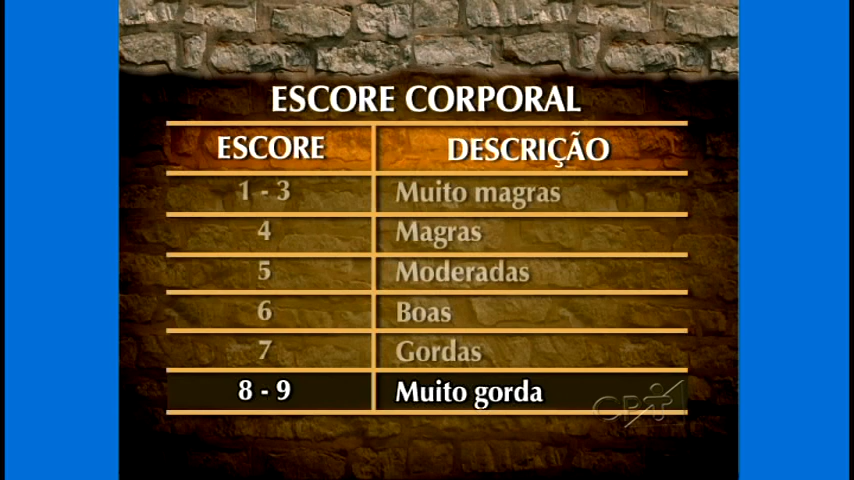 ESCORE CORPORAL
ESCORE DESCRIÇÃO
1 - 3 Muito magras
4 Magras
5 Moderadas
6 Boas
7 Gordas
8 - 9 Muito gorda
CPT